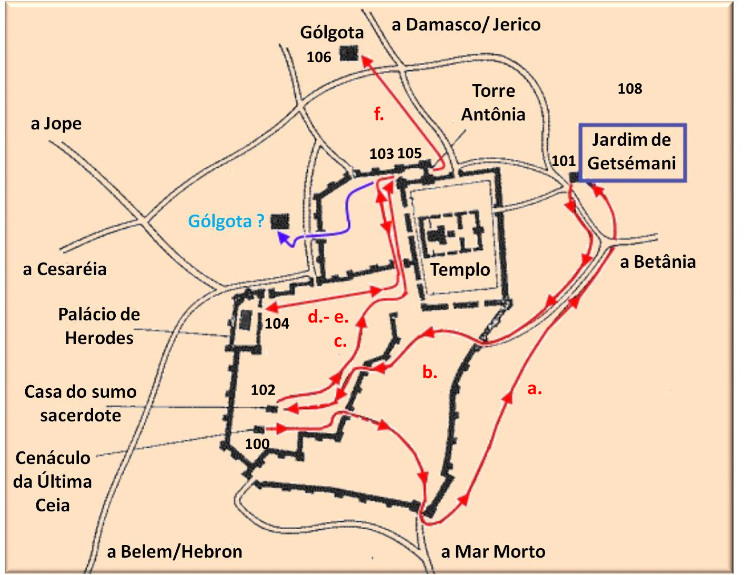 a Damasco/ Jerico
Gólgota
106
Torre
Antônia
108
a Jope
f.
103 105
101
Jardim de
Getsémani
Gólgota ?
a Cesaréia
Templo
a Betânia
Palácio de
Herodes
104
d.- e.
c.
b.
a.
102
Casa do sumo
sacerdote
100
Cenáculo
da Última
Ceia
a Belem/Hebron
a Mar Morto